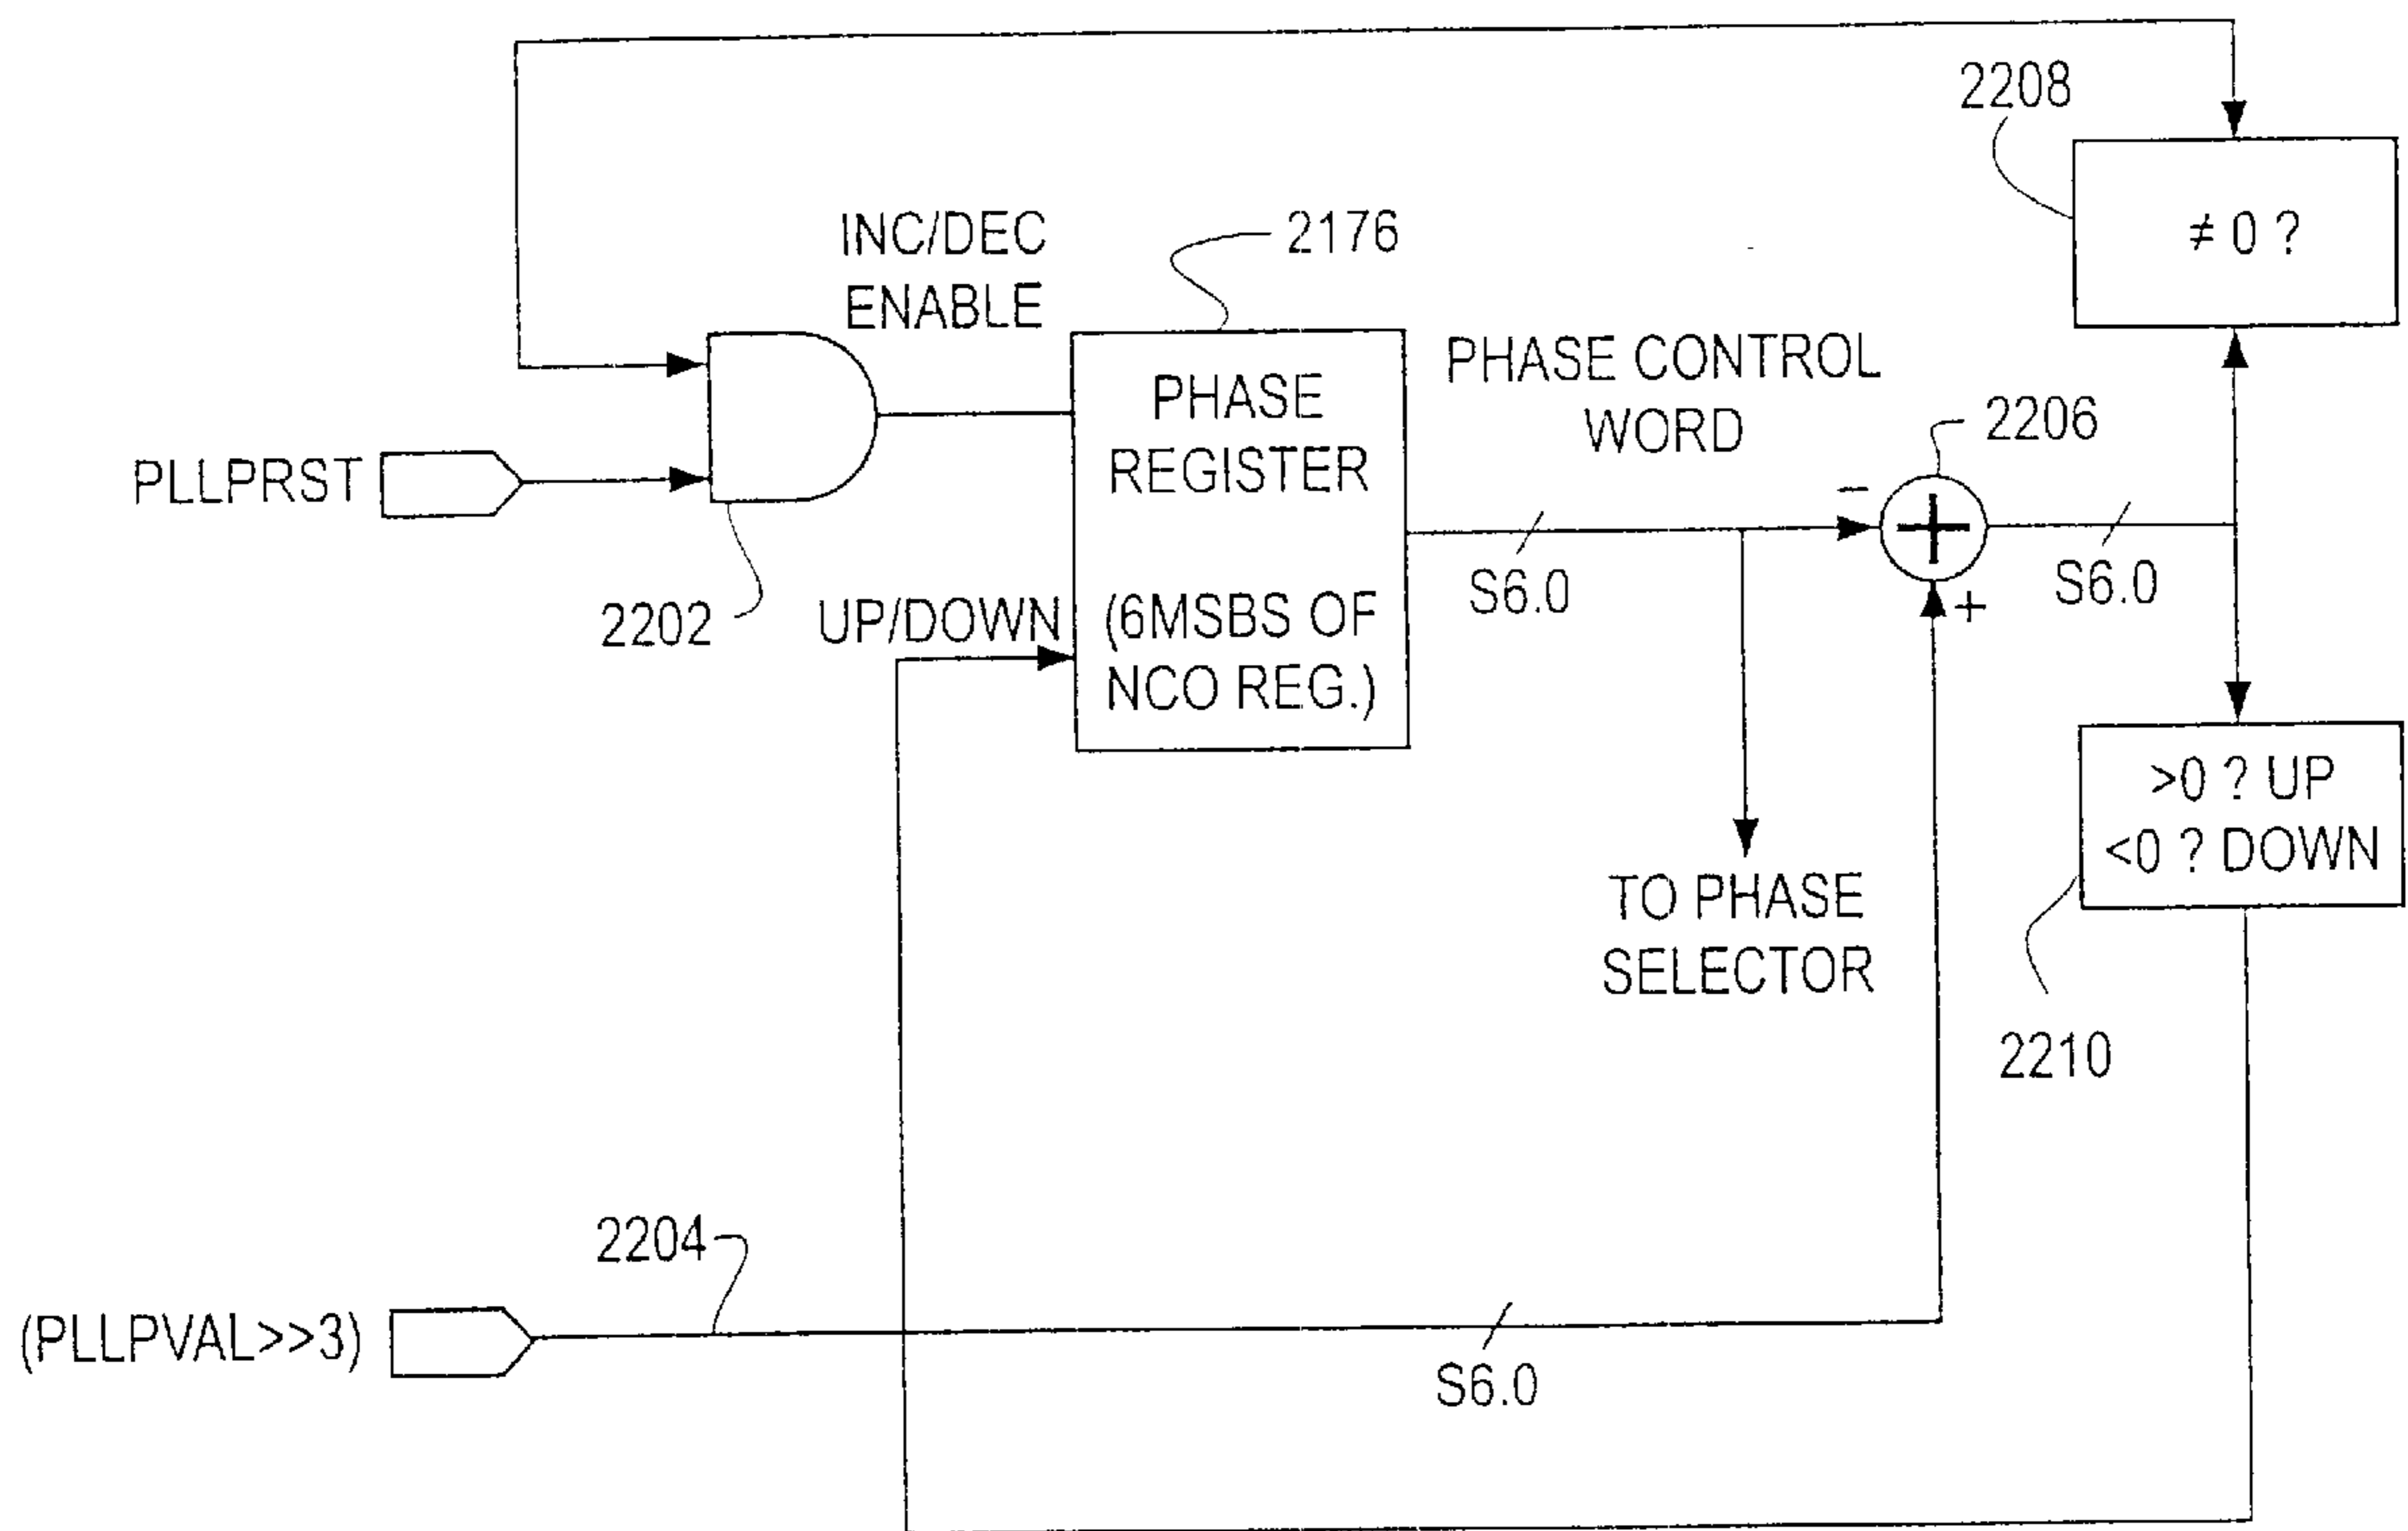 2208
≠ 0 ?
INC/DEC
ENABLE
2176
PHASE
REGISTER
(6MSBS OF
NCO REG.)
PHASE CONTROL
WORD
2206
−
+
S6.0
S6.0
PLLPRST
2202
UP/DOWN
>0 ? UP
<0 ? DOWN
TO PHASE
SELECTOR
2210
2204
(PLLPVAL>>3)
S6.0